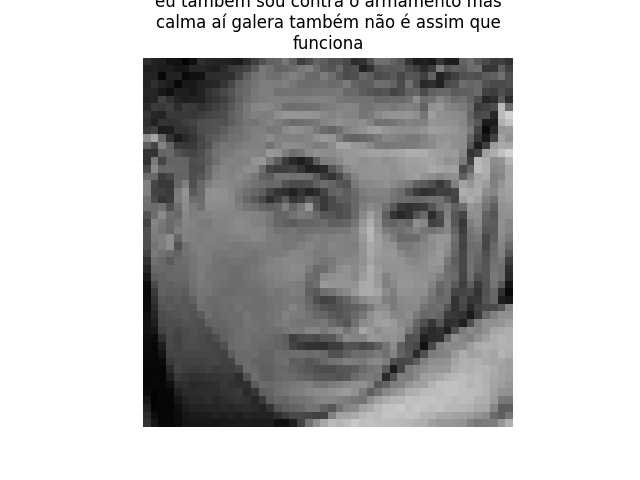 eu também sou contra o armamento mas
calma aí galera também não é assim que
funciona